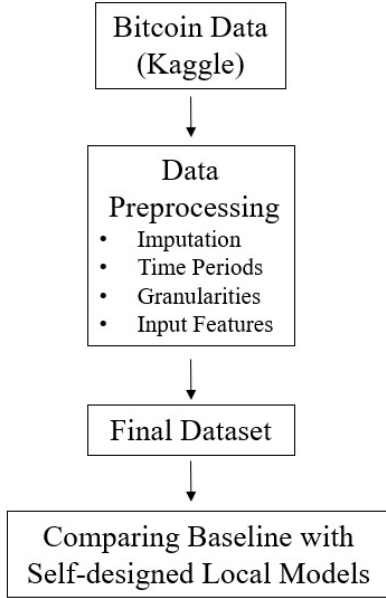 Bitcoin Data
(Kaggle)
Data
Preprocessing
• Imputation
• Time Periods
• Granularities
• Input Features
Final Dataset
Comparing Baseline with
Self-designed Local Models